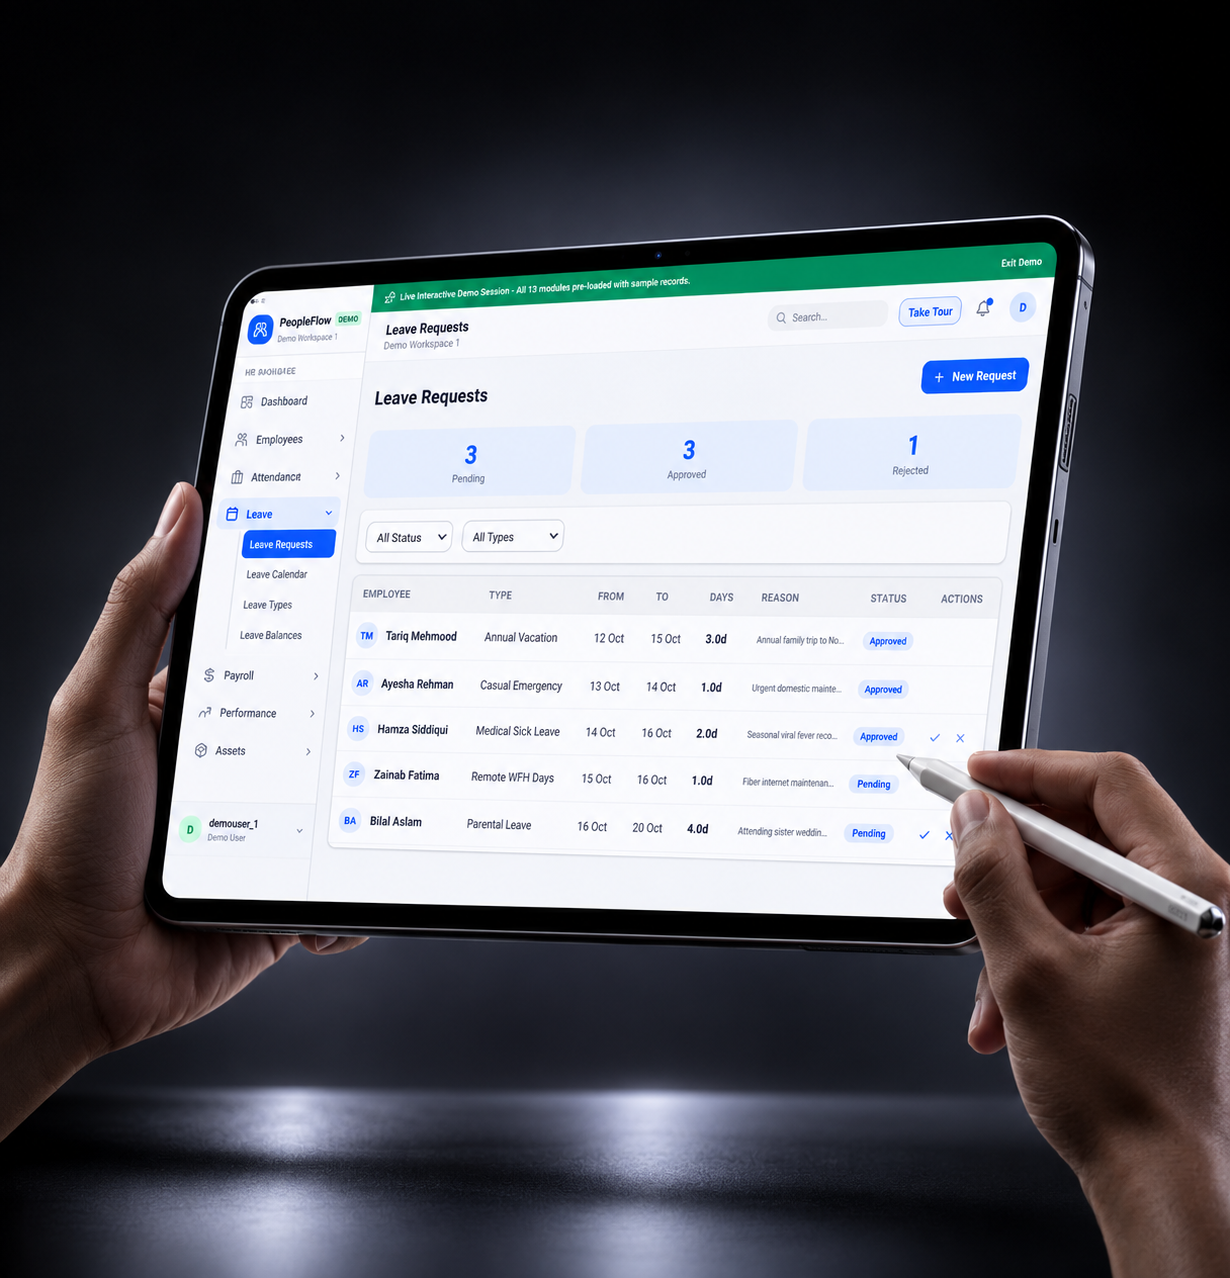 Live Interactive Demo Session - All 13 modules pre-loaded with sample records.
Exit Demo
PeopleFlow DEMO
Demo Workspace 1
Leave Requests
Demo Workspace 1
Search...
Take Tour
D
Dashboard
Employees
Attendance
Leave
Leave Requests
Leave Calendar
Leave Types
Leave Balances
Payroll
Performance
Assets
D
demouser_1
Demo User
Leave Requests
+ New Request
3
Pending
3
Approved
1
Rejected
All Status
All Types
EMPLOYEE TYPE FROM TO DAYS REASON STATUS ACTIONS
TM Tariq Mehmood Annual Vacation 12 Oct 15 Oct 3.0d Annual family trip to No... Approved
AR Ayesha Rehman Casual Emergency 13 Oct 14 Oct 1.0d Urgent domestic mainte... Approved
HS Hamza Siddiqui Medical Sick Leave 14 Oct 16 Oct 2.0d Seasonal viral fever reco... Approved
ZF Zainab Fatima Remote WFH Days 15 Oct 16 Oct 1.0d Fiber internet maintenan... Pending
BA Bilal Aslam Parental Leave 16 Oct 20 Oct 4.0d Attending sister weddin... Pending